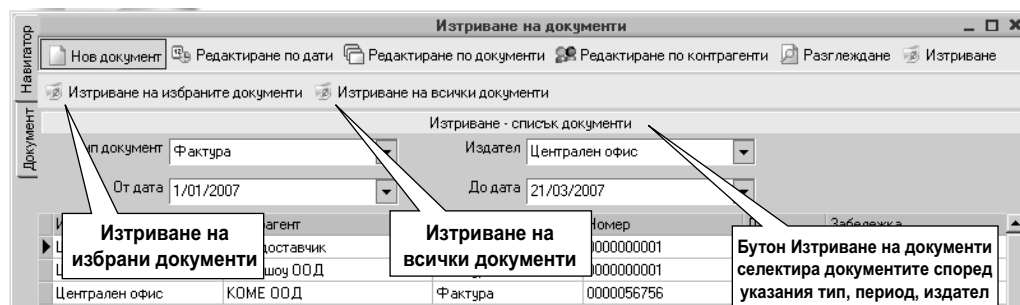 Изтриване на документи
Навигатор
Документ
Нов документ Редактиране по дати Редактиране по документи Редактиране по контрагенти Разглеждане Изтриване
Изтриване на избраните документи Изтриване на всички документи
Изтриване - списък документи
документ Фактура Издател Централен офис
От дата 1/01/2007 До дата 21/03/2007
Номер Забележка
доставчик 0000000001
ООД 0000000001
Централен офис КОМЕ ООД Фактура 0000056756
Изтриване на
избрани документи
Изтриване на
всички документи
Бутон Изтриване на документи
селектира документите според
указания тип, период, издател